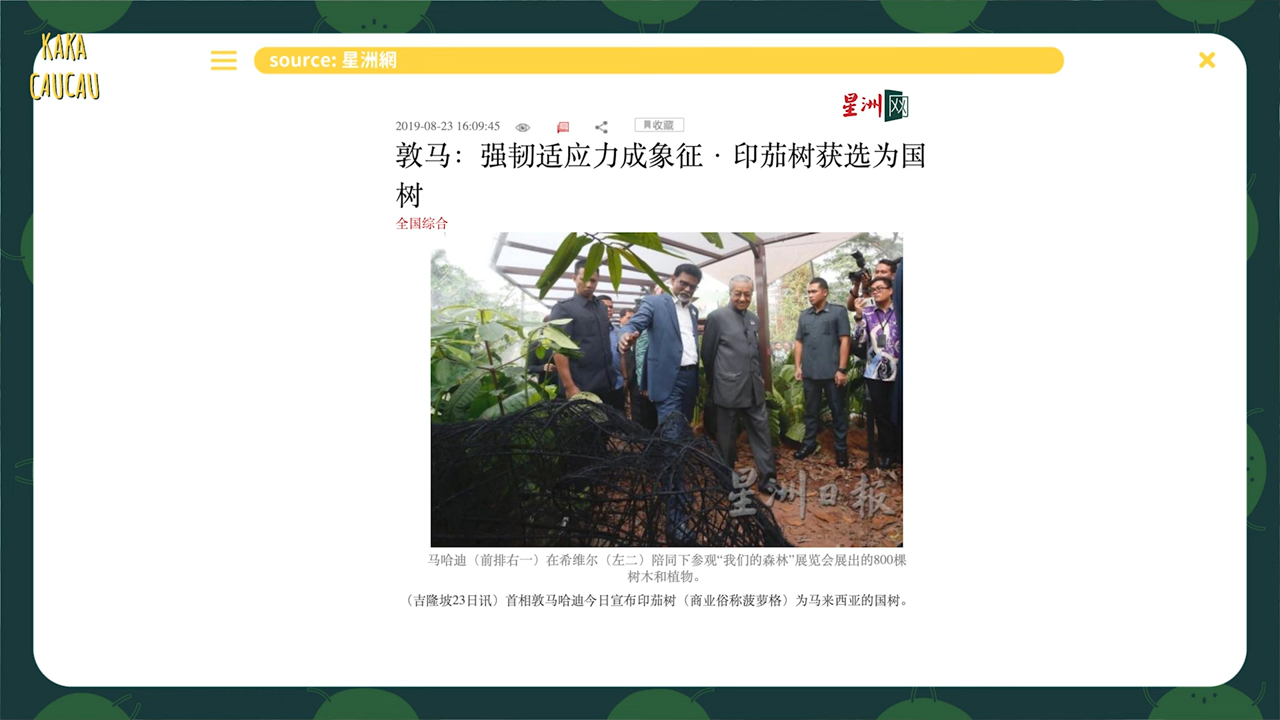 KAKA
CAUCAU
source: 星洲網
星洲网
2019-08-23 16:09:45
收藏
敦马：强韧适应力成象征·印茄树获选为国
树
全国综合
星洲日报
马哈迪（前排右一）在希维尔（左二）陪同下参观“我们的森林”展览会展出的800棵
树木和植物。
（吉隆坡23日讯）首相敦马哈迪今日宣布印茄树（商业俗称菠萝格）为马来西亚的国树。